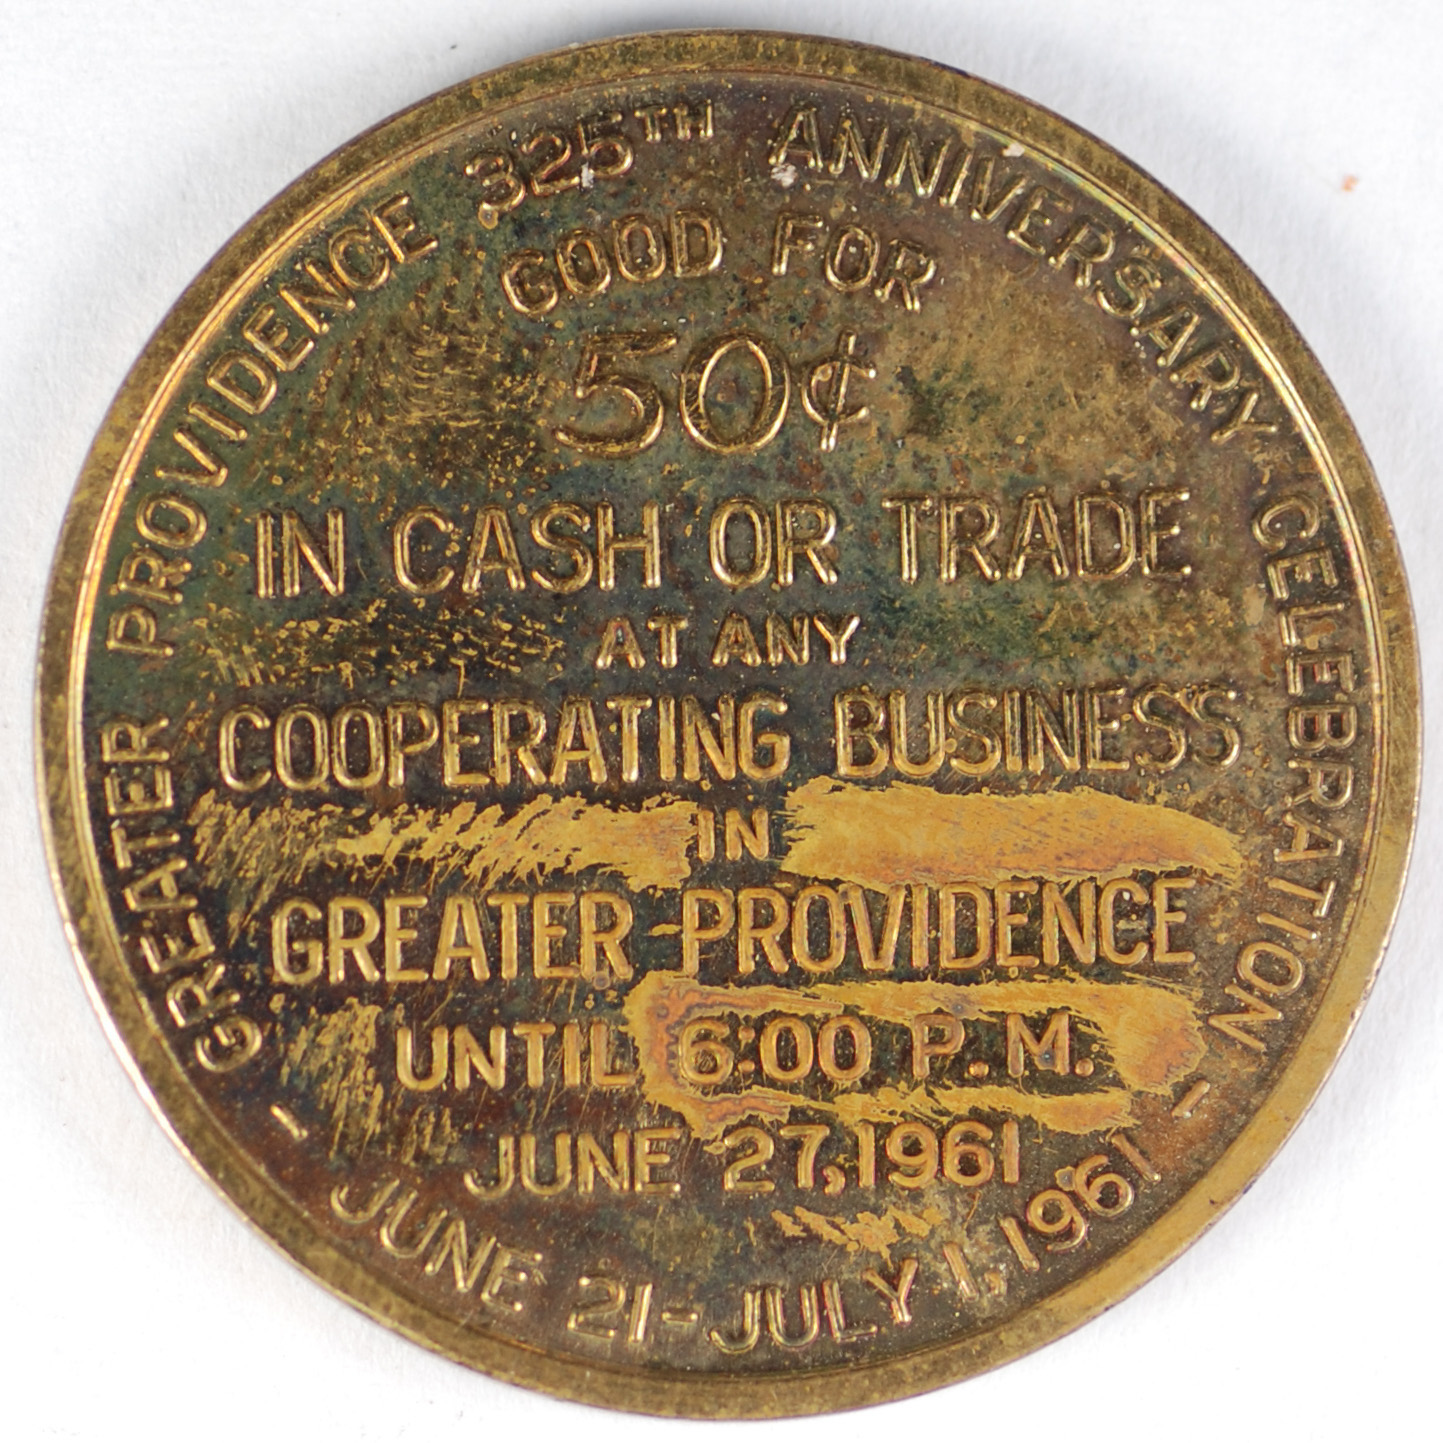 GREATER PROVIDENCE 325TH ANNIVERSARY CELEBRATION
GOOD FOR
50¢
IN CASH OR TRADE
AT ANY
COOPERATING BUSINESS
IN
GREATER PROVIDENCE
UNTIL 6:00 P.M.
JUNE 27, 1961
- JUNE 21-JULY 1, 1961 -